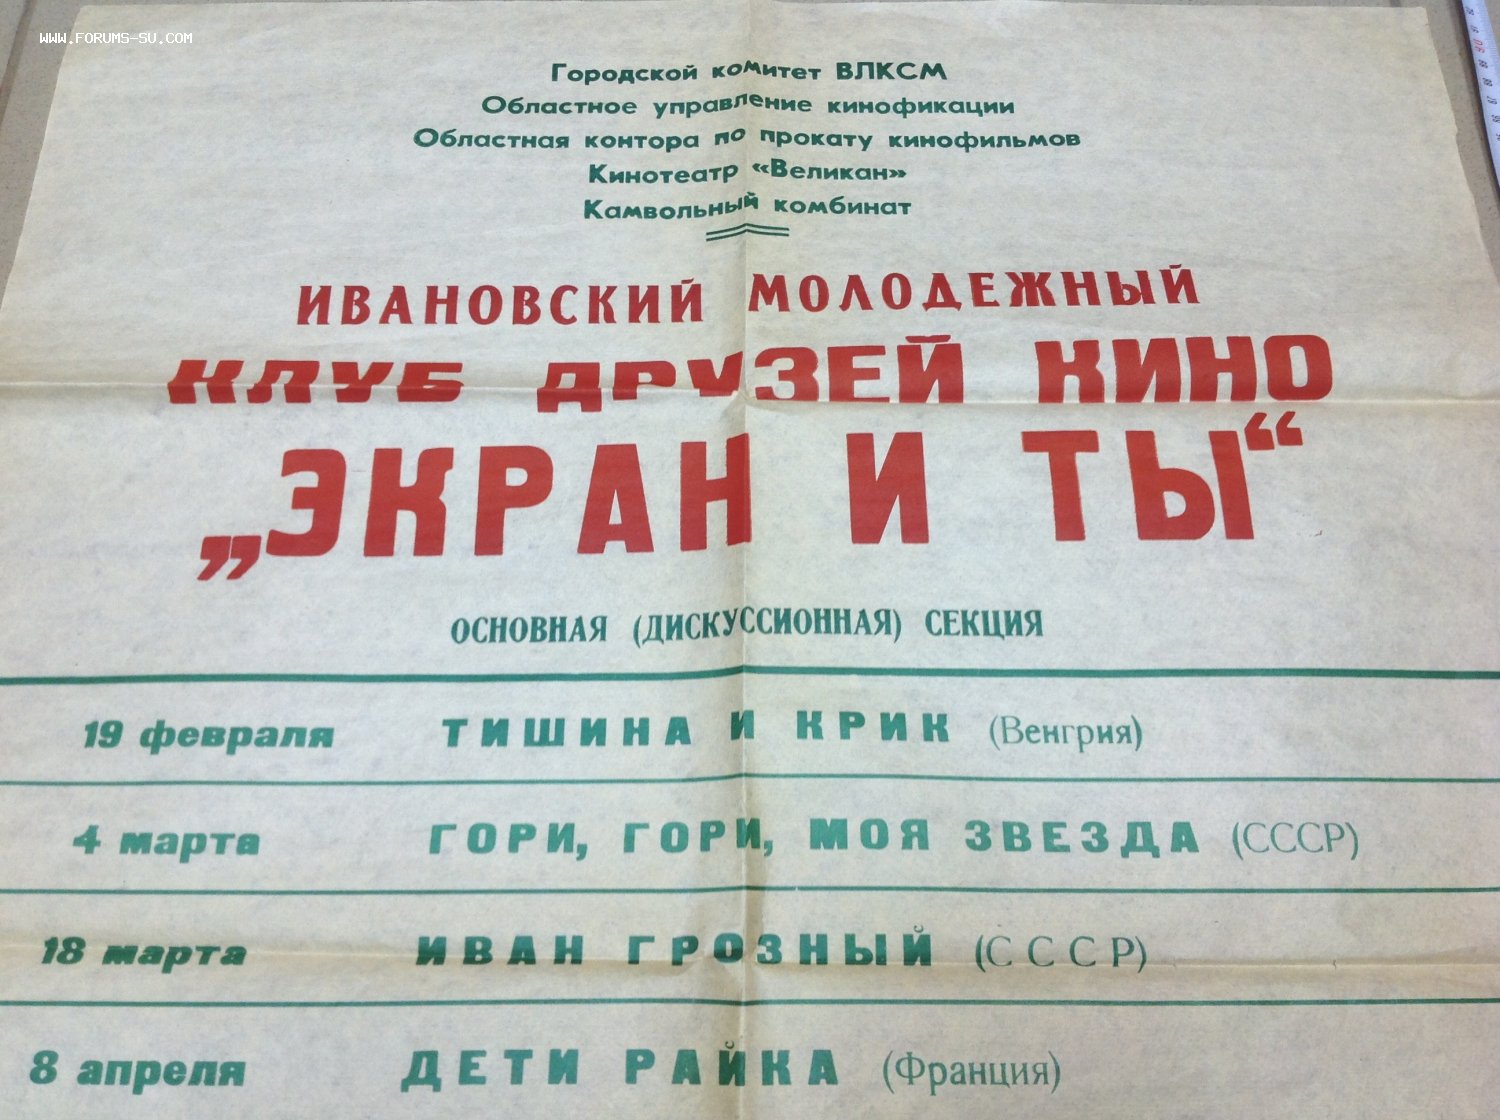 WWW.FORUMS-SU.COM
Городской комитет ВЛКСМ
Областное управление кинофикации
Областная контора по прокату кинофильмов
Кинотеатр «Великан»
Камвольный комбинат
ИВАНОВСКИЙ МОЛОДЕЖНЫЙ
КЛУБ ДРУЗЕЙ КИНО
„ЭКРАН И ТЫ“
ОСНОВНАЯ (ДИСКУССИОННАЯ) СЕКЦИЯ
19 февраля ТИШИНА И КРИК (Венгрия)
4 марта ГОРИ, ГОРИ, МОЯ ЗВЕЗДА (СССР)
18 марта ИВАН ГРОЗНЫЙ (СССР)
8 апреля ДЕТИ РАЙКА (Франция)